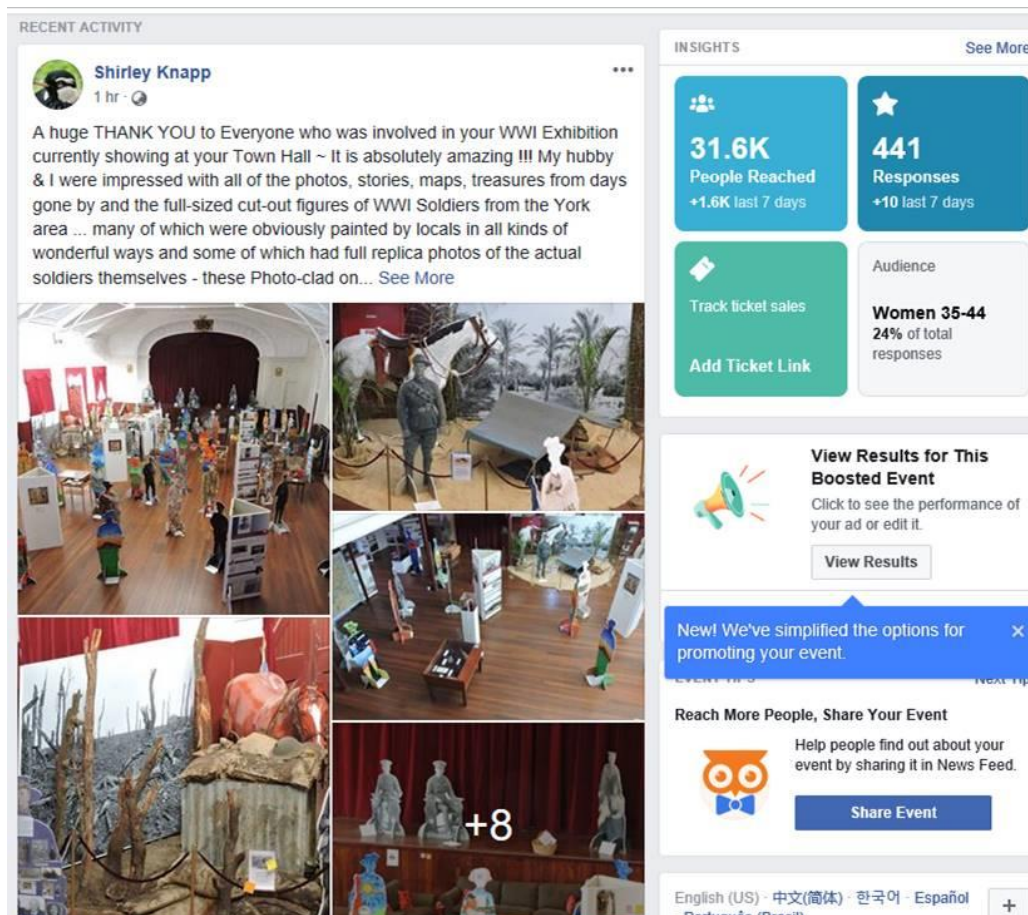 RECENT ACTIVITY
Shirley Knapp
1 hr ·
A huge THANK YOU to Everyone who was involved in your WWI Exhibition
currently showing at your Town Hall ~ It is absolutely amazing !!! My hubby
& I were impressed with all of the photos, stories, maps, treasures from days
gone by and the full-sized cut-out figures of WWI Soldiers from the York
area ... many of which were obviously painted by locals in all kinds of
wonderful ways and some of which had full replica photos of the actual
soldiers themselves - these Photo-clad on... See More
+8
INSIGHTS See More
31.6K
People Reached
+1.6K last 7 days
441
Responses
+10 last 7 days
Track ticket sales
Add Ticket Link
Audience
Women 35-44
24% of total
responses
View Results for This
Boosted Event
Click to see the performance of
your ad or edit it.
View Results
New! We've simplified the options for
promoting your event.
EVENT TIPS Next Tip
Reach More People, Share Your Event
Help people find out about your
event by sharing it in News Feed.
Share Event
English (US) · 中文(简体) · 한국어 · Español
· Português (Brasil)
+